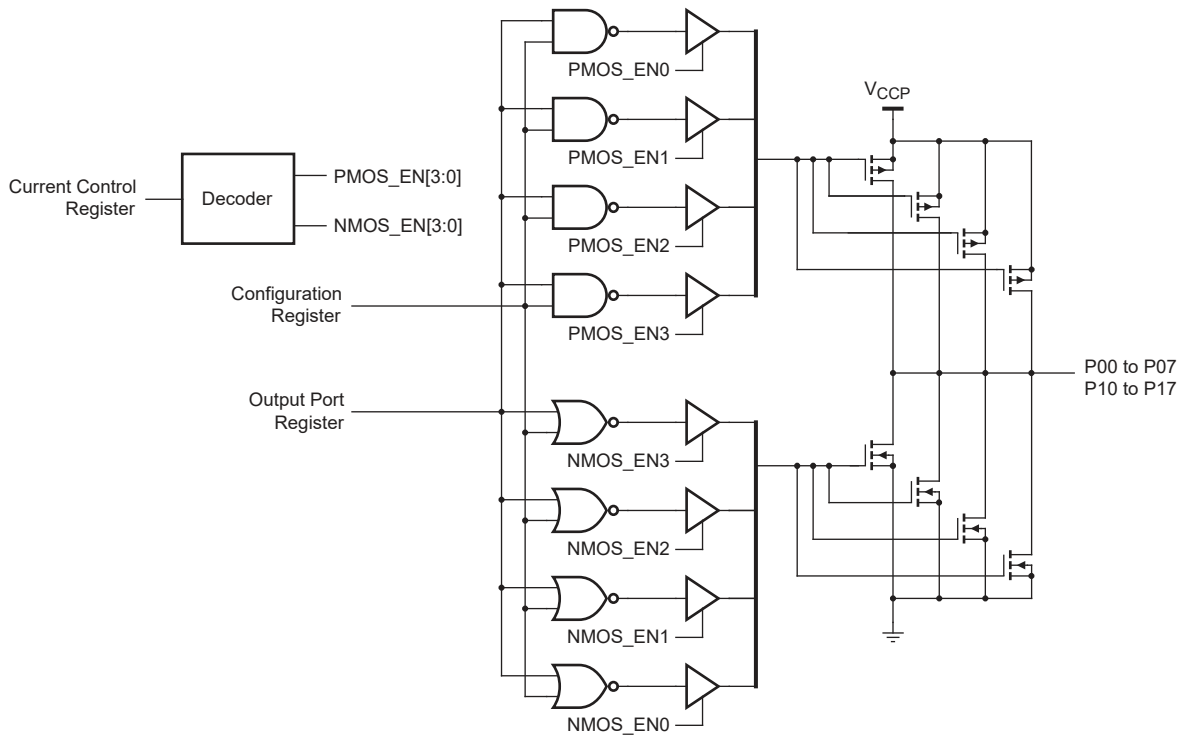 PMOS_EN0
PMOS_EN1
PMOS_EN2
PMOS_EN3
Current Control
Register
Decoder
PMOS_EN[3:0]
NMOS_EN[3:0]
Configuration
Register
Output Port
Register
NMOS_EN3
NMOS_EN2
NMOS_EN1
NMOS_EN0
VCCP
P00 to P07
P10 to P17